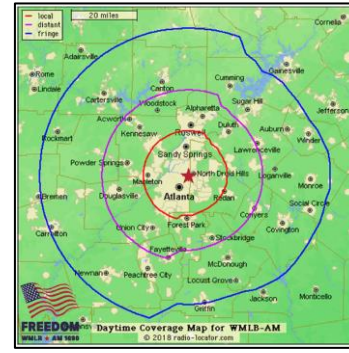 local
distant
fringe
20 miles
Cornelia
Adairsville
Gainesville
Rome
Lindale
Canton
Cumming
Cartersville
Woodstock
Sugar Hill
Jefferson
Acworth
Alpharetta
Kennesaw
Roswell
Duluth
Auburn
Rockmart
Winder
Lawrenceville
Sandy Springs
Powder Springs
Loganville
North Druid Hills
Mableton
Monroe
Bremen
Douglasville
Atlanta
Redan
Social Circle
Conyers
Forest Park
Covington
Carrollton
Union City
Stockbridge
Fayetteville
McDonough
Newnan
Peachtree City
Locust Grove
Jackson
Monticello
Griffin
FREEDOM
WMLB ★ AM 1690
Daytime Coverage Map for WMLB-AM
© 2018 radio-locator.com